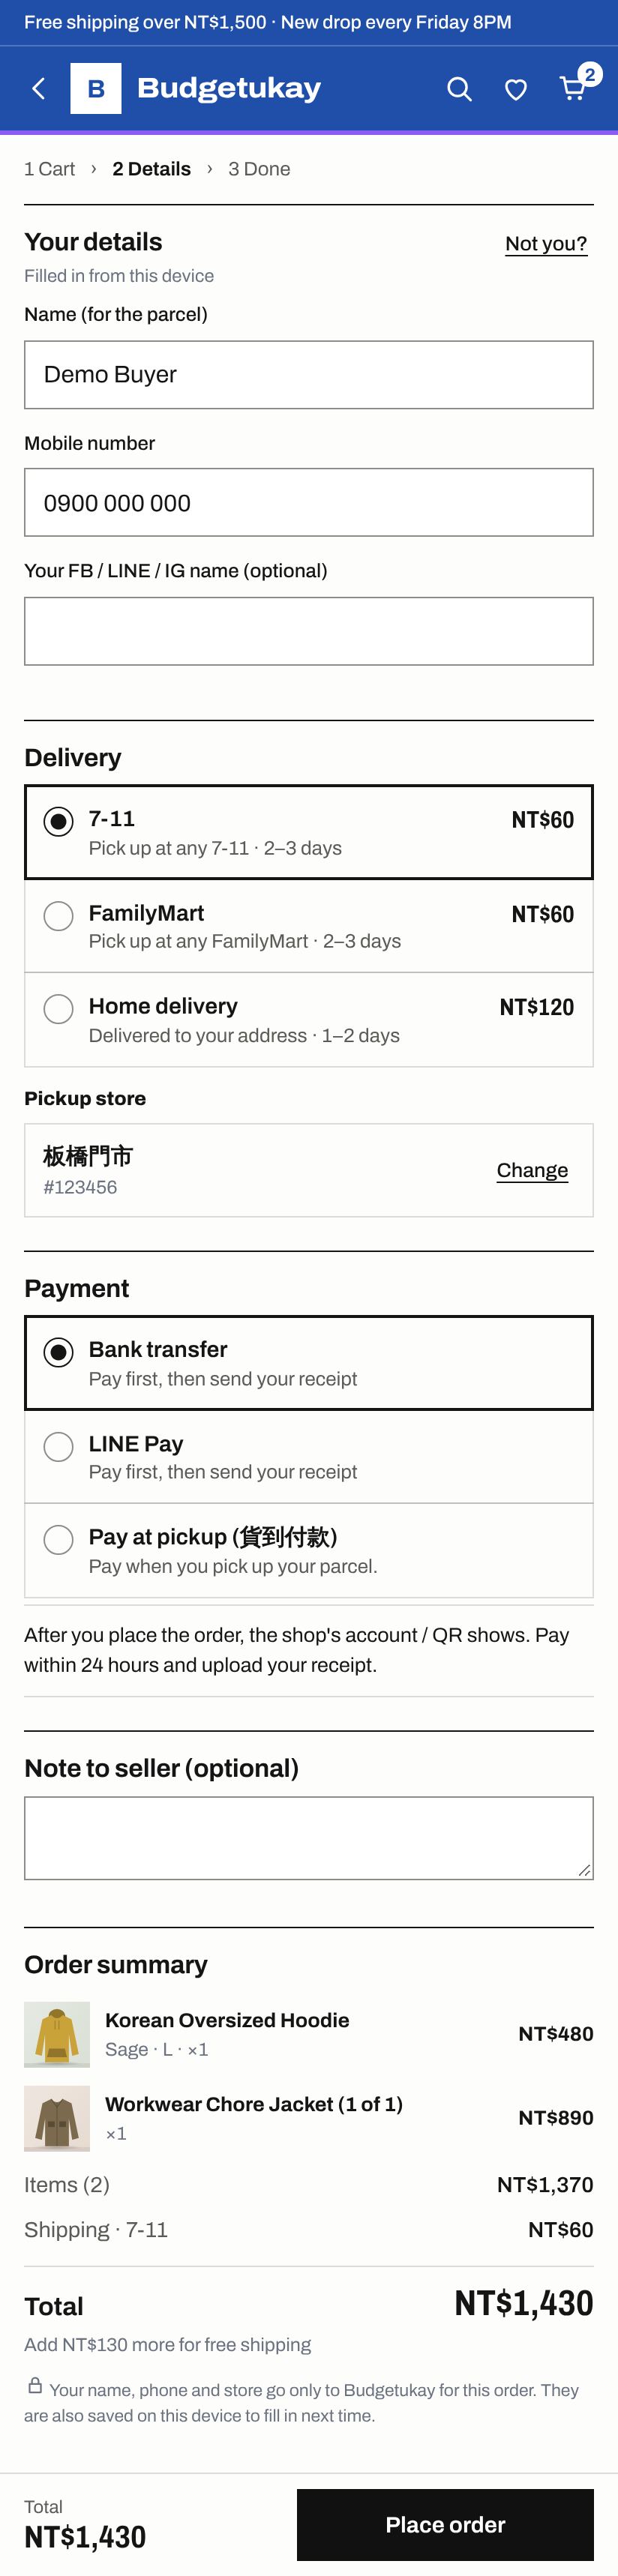 Free shipping over NT$1,500 · New drop every Friday 8PM
B Budgetukay 2
1 Cart › 2 Details › 3 Done
Your details Not you?
Filled in from this device
Name (for the parcel)
Demo Buyer
Mobile number
0900 000 000
Your FB / LINE / IG name (optional)
Delivery
7-11 NT$60
Pick up at any 7-11 · 2–3 days
FamilyMart NT$60
Pick up at any FamilyMart · 2–3 days
Home delivery NT$120
Delivered to your address · 1–2 days
Pickup store
板橋門市
#123456
Change
Payment
Bank transfer
Pay first, then send your receipt
LINE Pay
Pay first, then send your receipt
Pay at pickup (貨到付款)
Pay when you pick up your parcel.
After you place the order, the shop's account / QR shows. Pay
within 24 hours and upload your receipt.
Note to seller (optional)
Order summary
Korean Oversized Hoodie NT$480
Sage · L · ×1
Workwear Chore Jacket (1 of 1) NT$890
×1
Items (2) NT$1,370
Shipping · 7-11 NT$60
Total NT$1,430
Add NT$130 more for free shipping
Your name, phone and store go only to Budgetukay for this order. They
are also saved on this device to fill in next time.
Total
NT$1,430
Place order